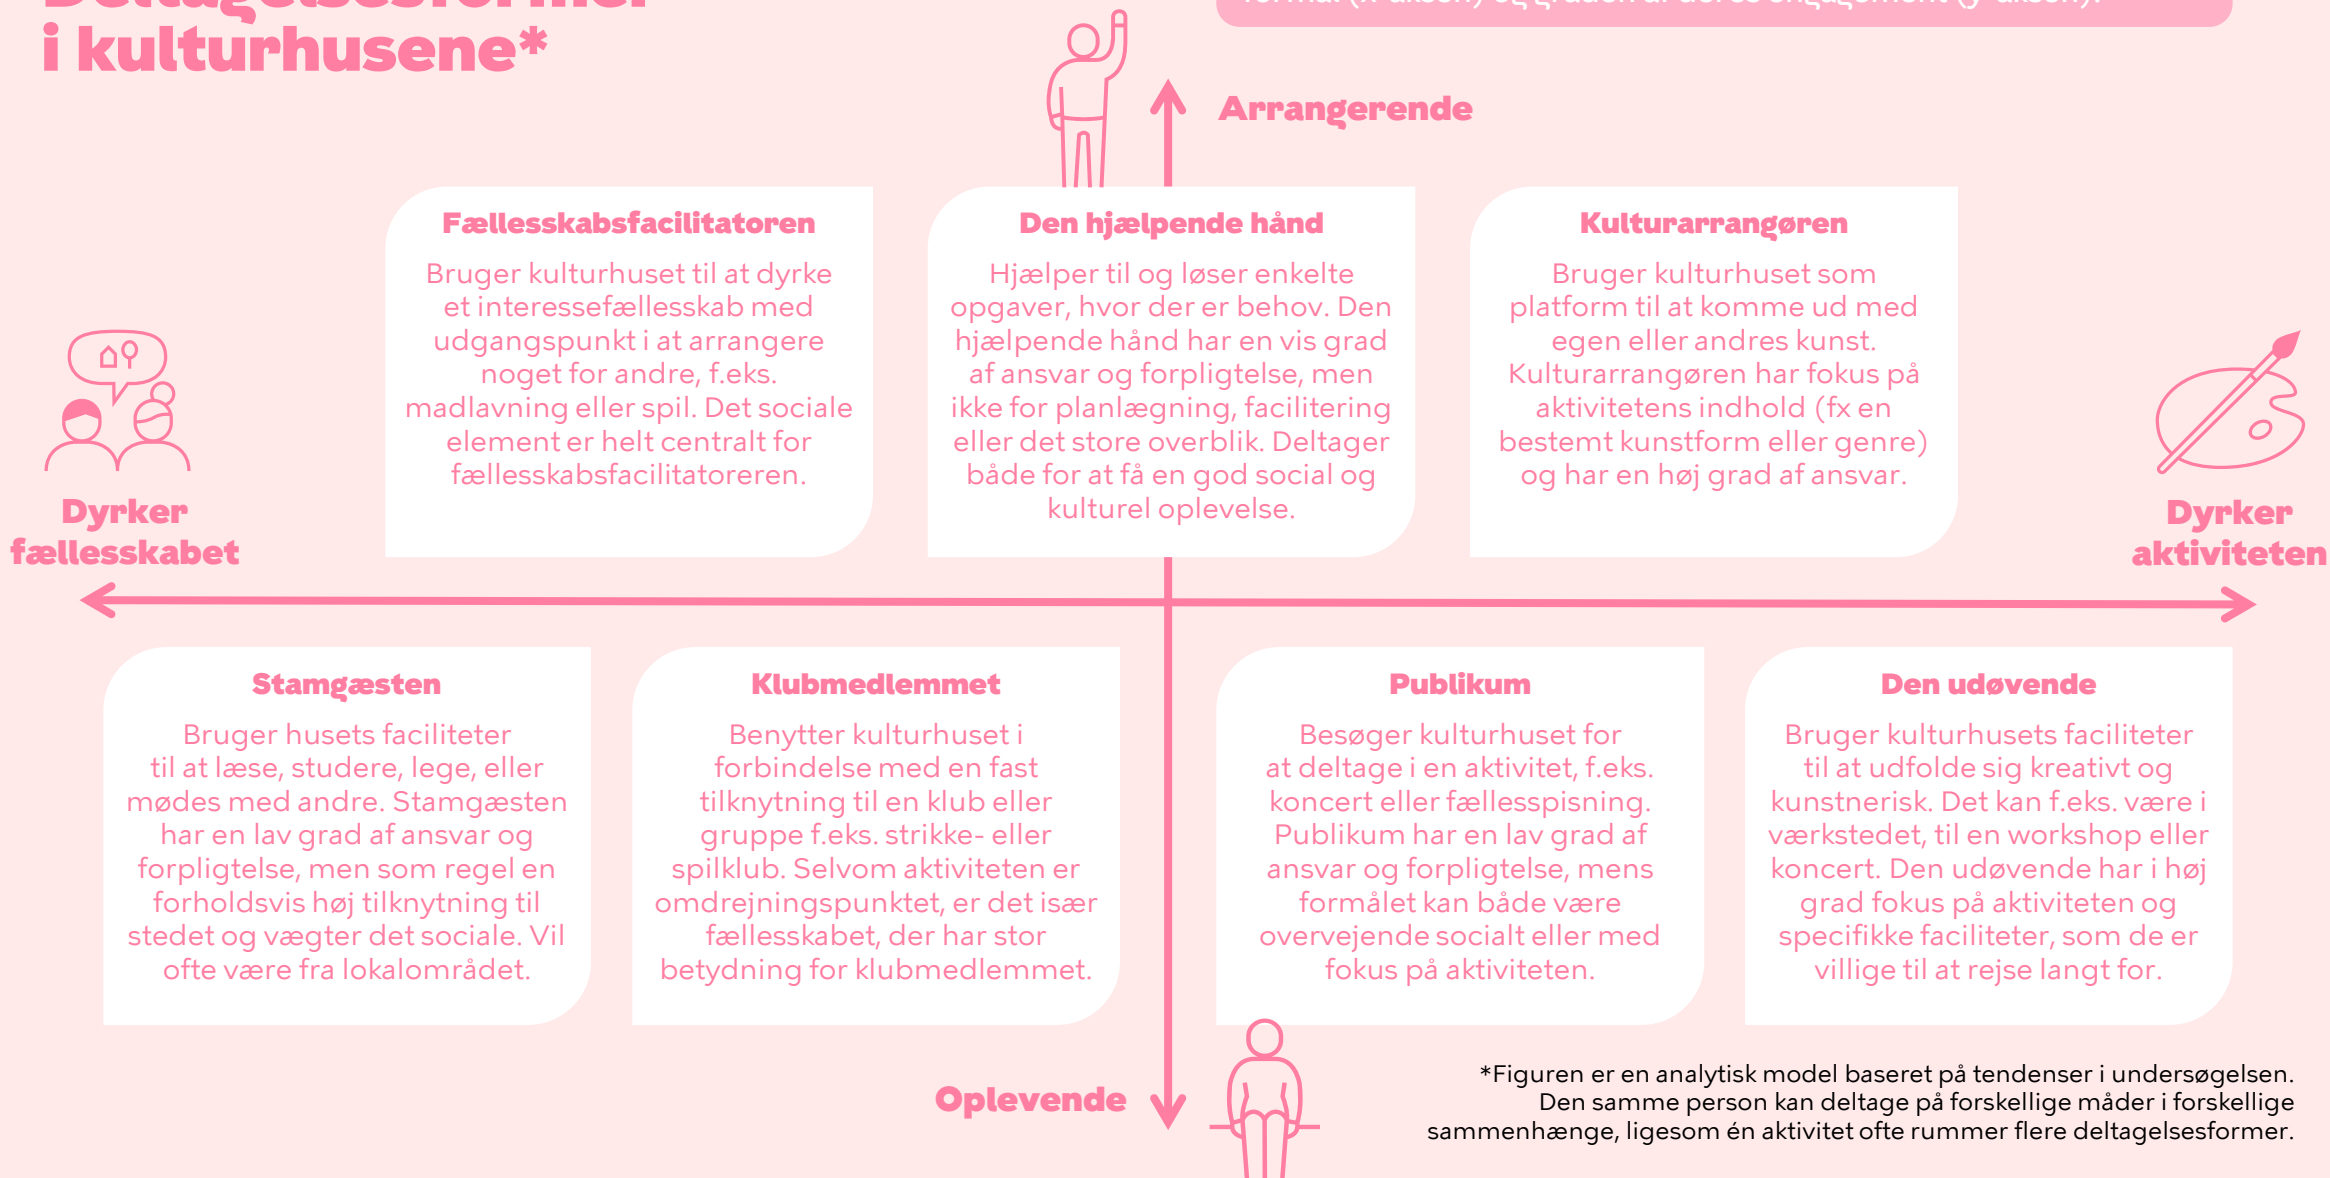 Deltagelsesformer
i kulturhusene*
formål (x-aksen) og graden af deres engagement (y-aksen).
Arrangerende
Fællesskabsfacilitatoren
Bruger kulturhuset til at dyrke
et interessefællesskab med
udgangspunkt i at arrangere
noget for andre, f.eks.
madlavning eller spil. Det sociale
element er helt centralt for
fællesskabsfacilitatoreren.
Den hjælpende hånd
Hjælper til og løser enkelte
opgaver, hvor der er behov. Den
hjælpende hånd har en vis grad
af ansvar og forpligtelse, men
ikke for planlægning, facilitering
eller det store overblik. Deltager
både for at få en god social og
kulturel oplevelse.
Kulturarrangøren
Bruger kulturhuset som
platform til at komme ud med
egen eller andres kunst.
Kulturarrangøren har fokus på
aktivitetens indhold (fx en
bestemt kunstform eller genre)
og har en høj grad af ansvar.
Dyrker
fællesskabet
Dyrker
aktiviteten
Stamgæsten
Bruger husets faciliteter
til at læse, studere, lege, eller
mødes med andre. Stamgæsten
har en lav grad af ansvar og
forpligtelse, men som regel en
forholdsvis høj tilknytning til
stedet og vægter det sociale. Vil
ofte være fra lokalområdet.
Klubmedlemmet
Benytter kulturhuset i
forbindelse med en fast
tilknytning til en klub eller
gruppe f.eks. strikke- eller
spilklub. Selvom aktiviteten er
omdrejningspunktet, er det især
fællesskabet, der har stor
betydning for klubmedlemmet.
Publikum
Besøger kulturhuset for
at deltage i en aktivitet, f.eks.
koncert eller fællesspisning.
Publikum har en lav grad af
ansvar og forpligtelse, mens
formålet kan både være
overvejende socialt eller med
fokus på aktiviteten.
Den udøvende
Bruger kulturhusets faciliteter
til at udfolde sig kreativt og
kunstnerisk. Det kan f.eks. være i
værkstedet, til en workshop eller
koncert. Den udøvende har i høj
grad fokus på aktiviteten og
specifikke faciliteter, som de er
villige til at rejse langt for.
Oplevende
*Figuren er en analytisk model baseret på tendenser i undersøgelsen.
Den samme person kan deltage på forskellige måder i forskellige
sammenhænge, ligesom én aktivitet ofte rummer flere deltagelsesformer.